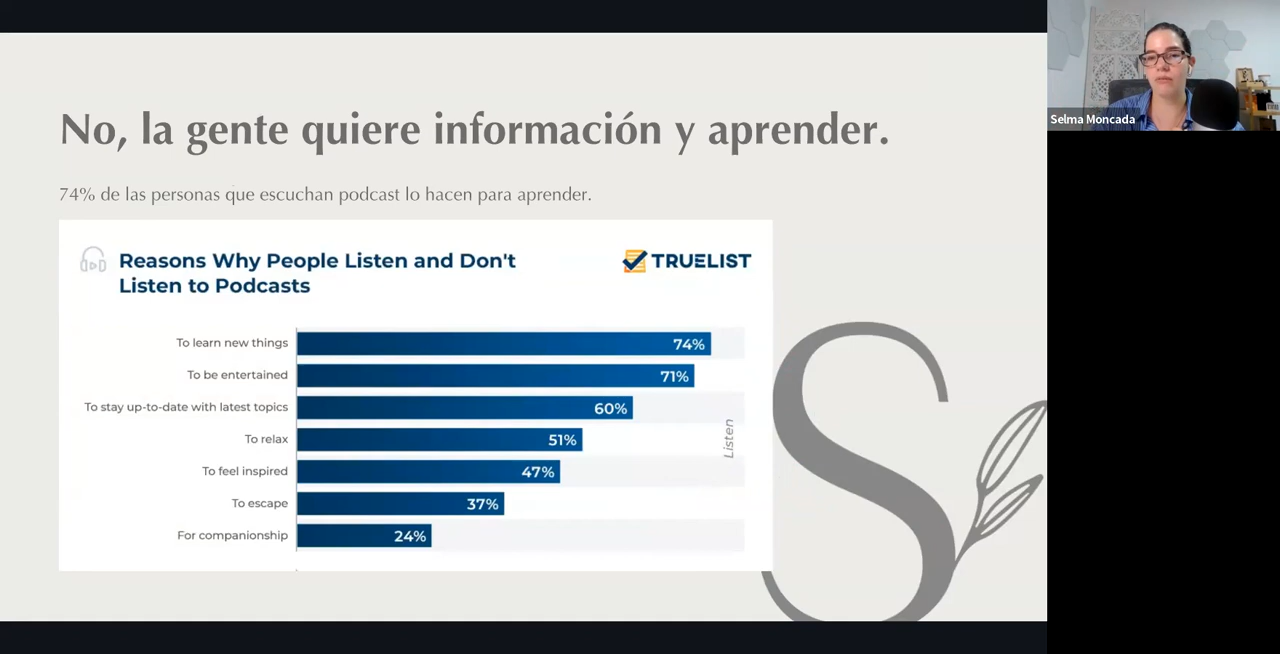 No, la gente quiere información y aprender.
74% de las personas que escuchan podcast lo hacen para aprender.
Reasons Why People Listen and Don't
Listen to Podcasts
TRUELIST
To learn new things 74%
To be entertained 71%
To stay up-to-date with latest topics 60%
To relax 51%
To feel inspired 47%
To escape 37%
For companionship 24%
Listen
S
Selma Moncada